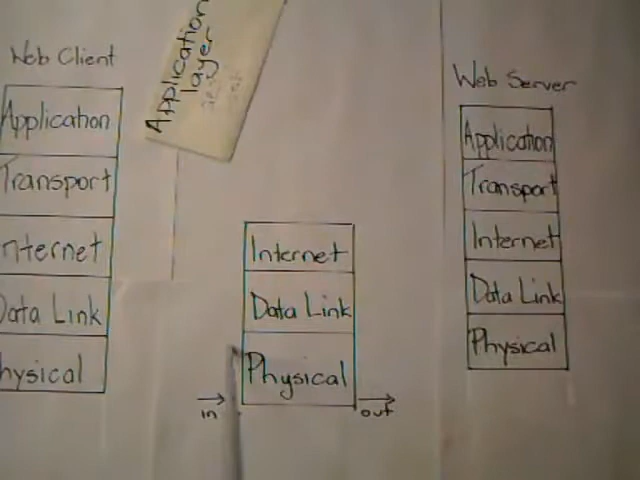 Web Client
Application
Transport
Internet
Data Link
Physical
Application
layer
Internet
Data Link
Physical
in
out
Web Server
Application
Transport
Internet
Data Link
Physical